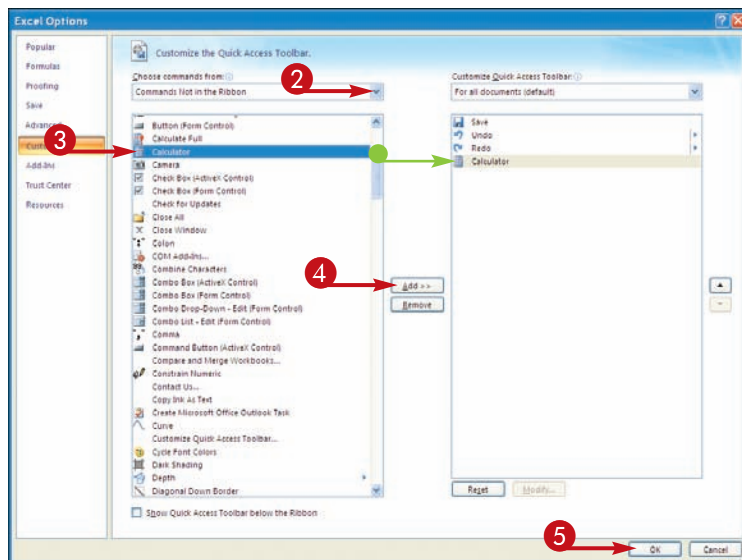 Excel Options
Popular
Formulas
Proofing
Save
Advanced
Add-Ins
Trust Center
Resources
Customize the Quick Access Toolbar.
Choose commands from:
Commands Not in the Ribbon
2
3
Button (Form Control)
Calculate Full
Calculator
Camera
Check Box (ActiveX Control)
Check Box (Form Control)
Check for Updates
Close All
Close Window
Colon
COM Add-Ins...
Combine Characters
Combo Box (ActiveX Control)
Combo Box (Form Control)
Combo Drop-Down - Edit (Form Control)
Combo List - Edit (Form Control)
Comma
Command Button (ActiveX Control)
Compare and Merge Workbooks...
Constrain Numeric
Contact Us...
Copy Ink As Text
Create Microsoft Office Outlook Task
Curve
Customize Quick Access Toolbar...
Cycle Font Colors
Dark Shading
Depth
Diagonal Down Border
Show Quick Access Toolbar below the Ribbon
4
Add >>
Remove
Customize Quick Access Toolbar:
For all documents (default)
Save
Undo
Redo
Calculator
Reset
Modify...
5
OK
Cancel